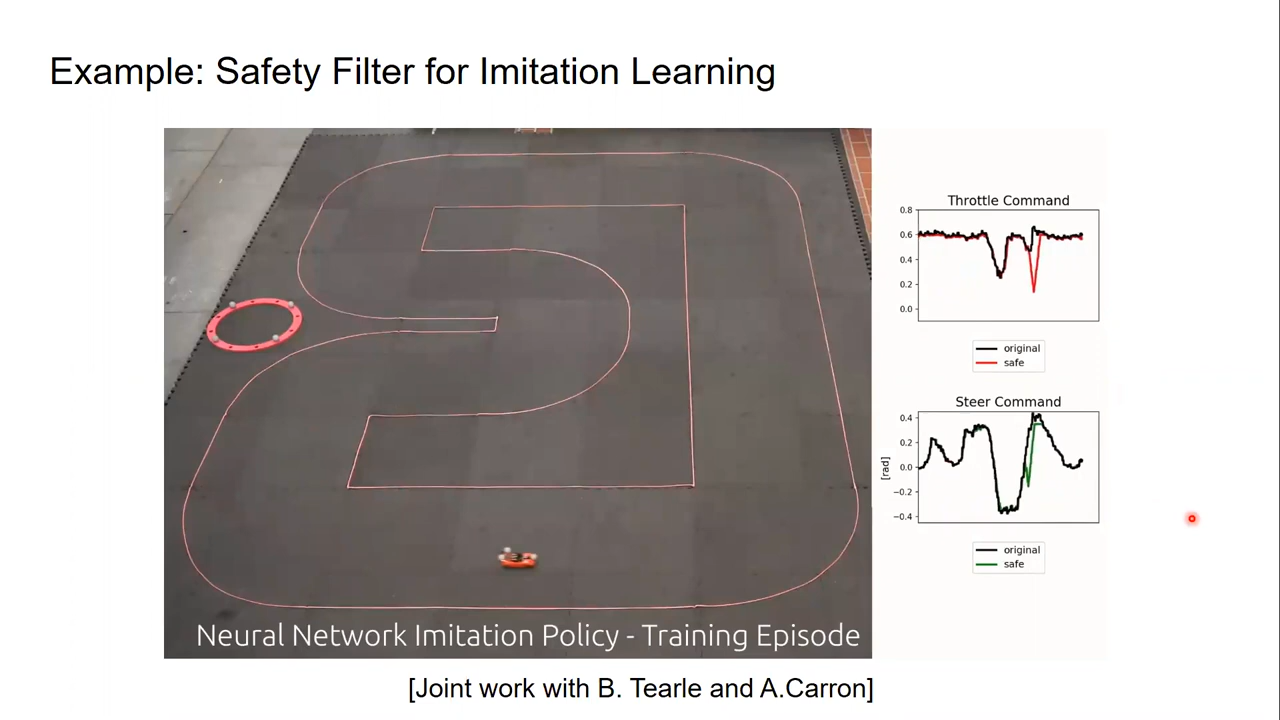 Example: Safety Filter for Imitation Learning
Throttle Command
0.8
0.6
0.4
0.2
0.0
original
safe
Steer Command
0.4
0.2
0.0
−0.2
−0.4
[rad]
original
safe
Neural Network Imitation Policy - Training Episode
[Joint work with B. Tearle and A.Carron]